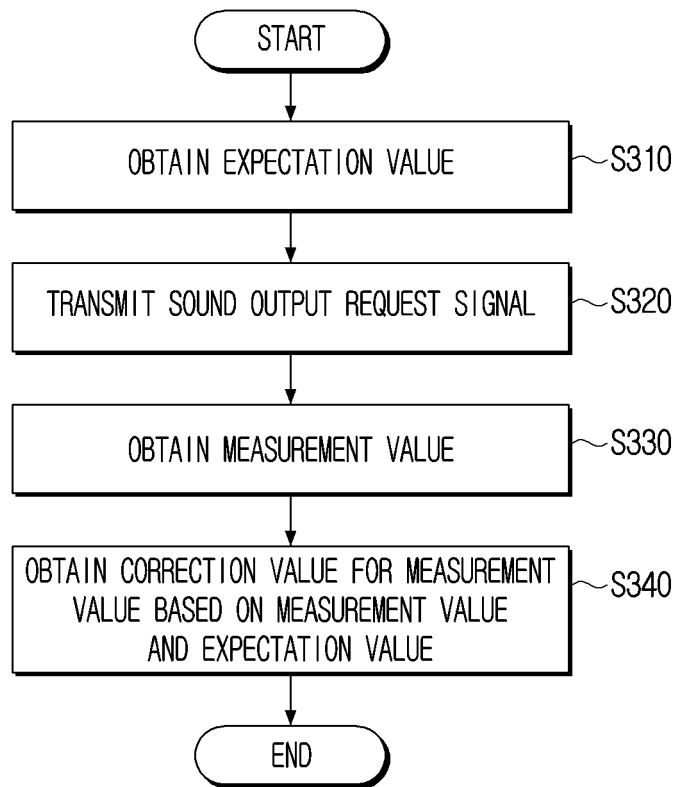 START
OBTAIN EXPECTATION VALUE
S310
TRANSMIT SOUND OUTPUT REQUEST SIGNAL
S320
OBTAIN MEASUREMENT VALUE
S330
OBTAIN CORRECTION VALUE FOR MEASUREMENT
VALUE BASED ON MEASUREMENT VALUE
AND EXPECTATION VALUE
S340
END